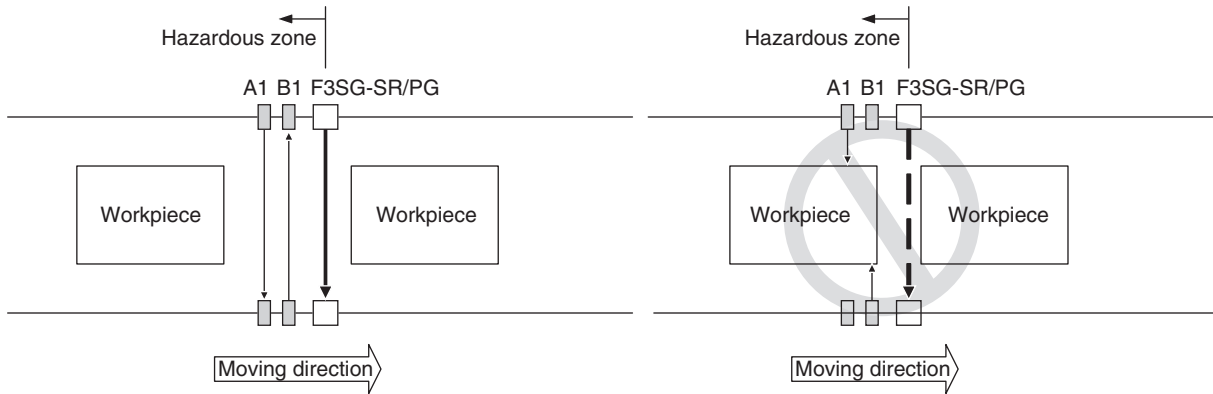 Hazardous zone
A1 B1 F3SG-SR/PG
Workpiece
Workpiece
Moving direction
Hazardous zone
A1 B1 F3SG-SR/PG
Workpiece
Workpiece
Moving direction